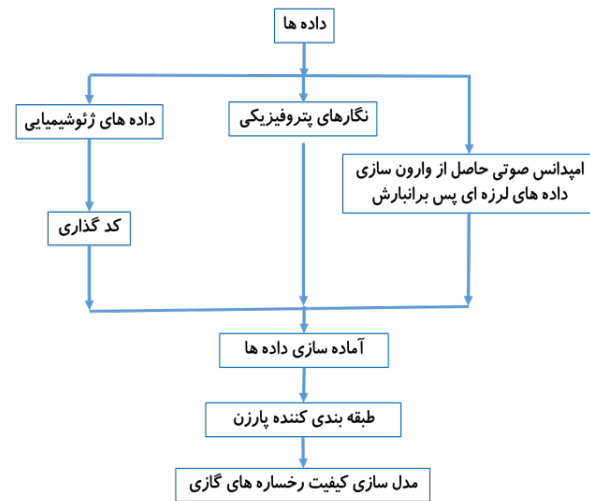 داده ها
داده های ژئوشیمیایی
نگارهای پتروفیزیکی
امپدانس صوتی حاصل از وارون سازی
داده های لرزه ای پس برانبارش
کد گذاری
آماده سازی داده ها
طبقه بندی کننده پارزن
مدل سازی کیفیت رخساره های گازی